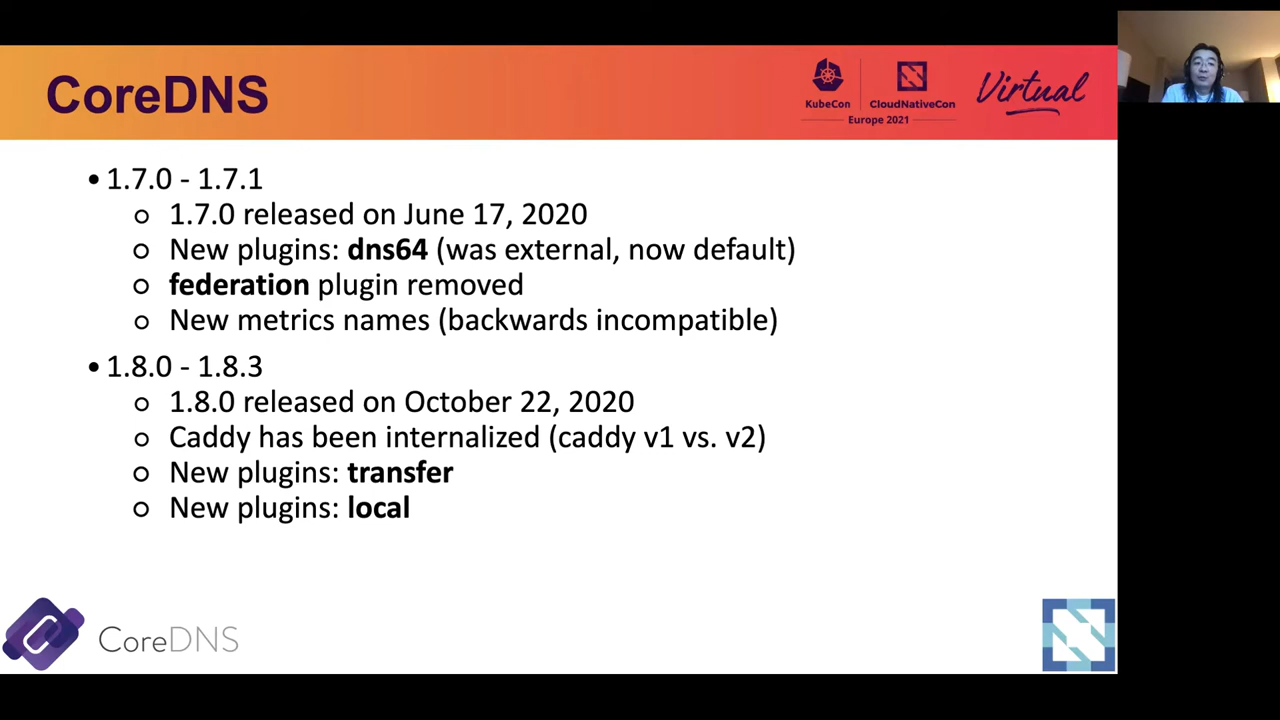 CoreDNS
KubeCon
CloudNativeCon
Europe 2021
Virtual
• 1.7.0 - 1.7.1
○ 1.7.0 released on June 17, 2020
○ New plugins: dns64 (was external, now default)
○ federation plugin removed
○ New metrics names (backwards incompatible)
• 1.8.0 - 1.8.3
○ 1.8.0 released on October 22, 2020
○ Caddy has been internalized (caddy v1 vs. v2)
○ New plugins: transfer
○ New plugins: local
CoreDNS